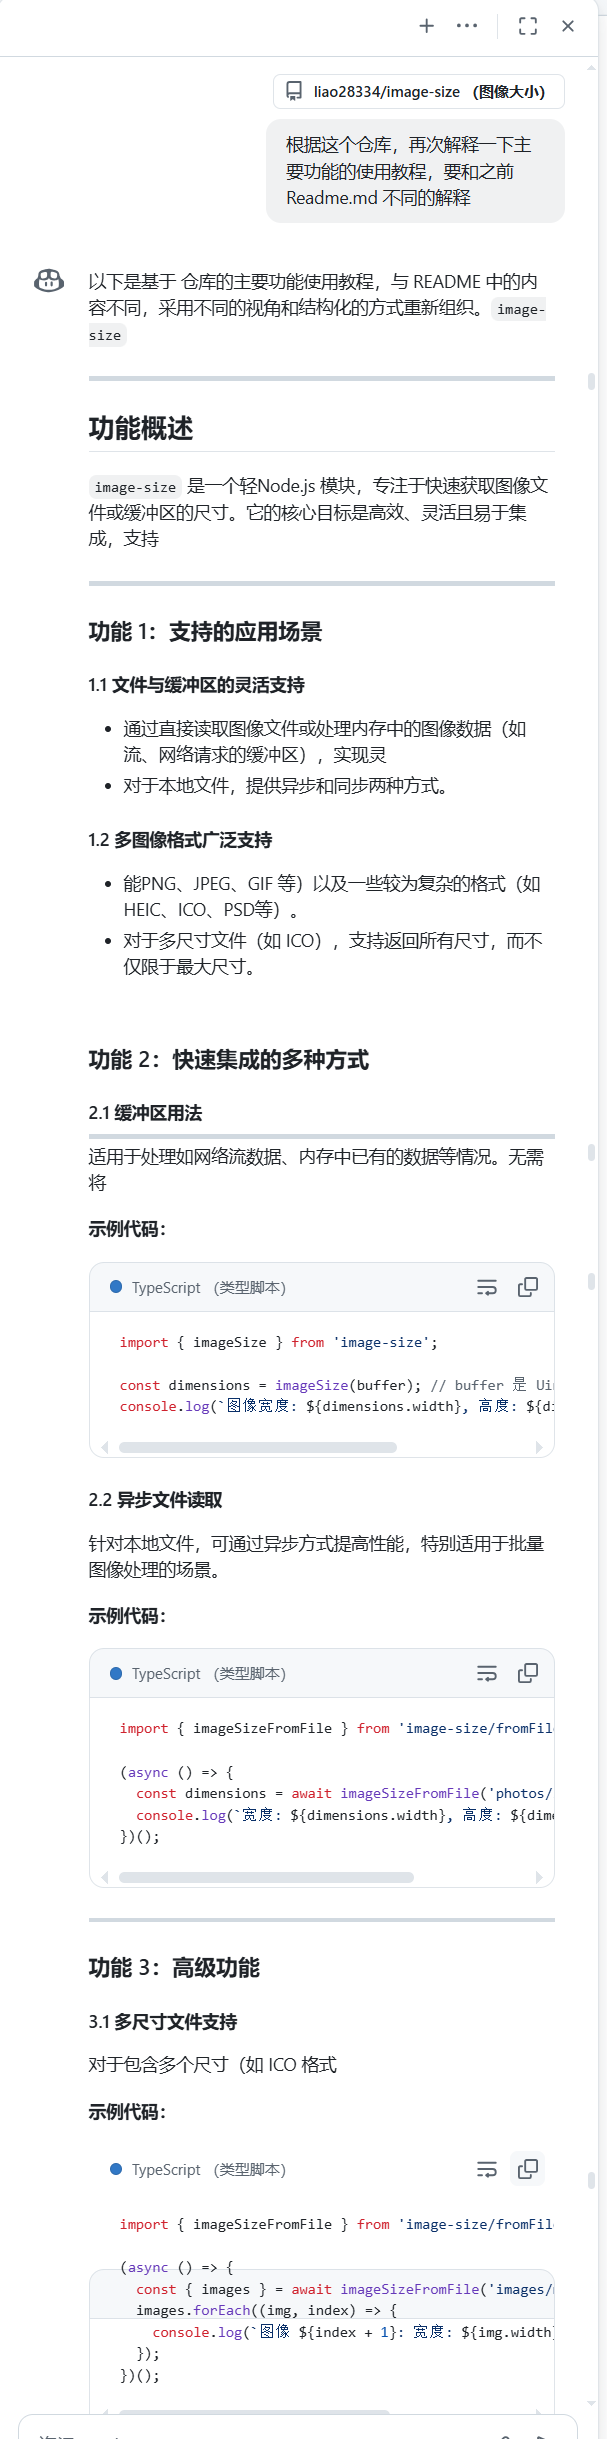 liao28334/image-size （图像大小）
根据这个仓库，再次解释一下主
要功能的使用教程，要和之前
Readme.md 不同的解释
以下是基于 仓库的主要功能使用教程，与 README 中的内
容不同，采用不同的视角和结构化的方式重新组织。image-
size
功能概述
image-size 是一个轻Node.js 模块，专注于快速获取图像文
件或缓冲区的尺寸。它的核心目标是高效、灵活且易于集
成，支持
功能 1：支持的应用场景
1.1 文件与缓冲区的灵活支持
• 通过直接读取图像文件或处理内存中的图像数据（如
流、网络请求的缓冲区），实现灵
• 对于本地文件，提供异步和同步两种方式。
1.2 多图像格式广泛支持
• 能PNG、JPEG、GIF 等）以及一些较为复杂的格式（如
HEIC、ICO、PSD等）。
• 对于多尺寸文件（如 ICO），支持返回所有尺寸，而不
仅限于最大尺寸。
功能 2：快速集成的多种方式
2.1 缓冲区用法
适用于处理如网络流数据、内存中已有的数据等情况。无需
将
示例代码：
TypeScript （类型脚本）
import { imageSize } from 'image-size';
const dimensions = imageSize(buffer); // buffer 是 Ui
console.log(`图像宽度: ${dimensions.width}, 高度: ${di
2.2 异步文件读取
针对本地文件，可通过异步方式提高性能，特别适用于批量
图像处理的场景。
示例代码：
TypeScript （类型脚本）
import { imageSizeFromFile } from 'image-size/fromFil
(async () => {
const dimensions = await imageSizeFromFile('photos/
console.log(`宽度: ${dimensions.width}, 高度: ${dime
})();
功能 3：高级功能
3.1 多尺寸文件支持
对于包含多个尺寸（如 ICO 格式
示例代码：
TypeScript （类型脚本）
import { imageSizeFromFile } from 'image-size/fromFil
(async () => {
const { images } = await imageSizeFromFile('images/
images.forEach((img, index) => {
console.log(`图像 ${index + 1}: 宽度: ${img.width}
});
})();